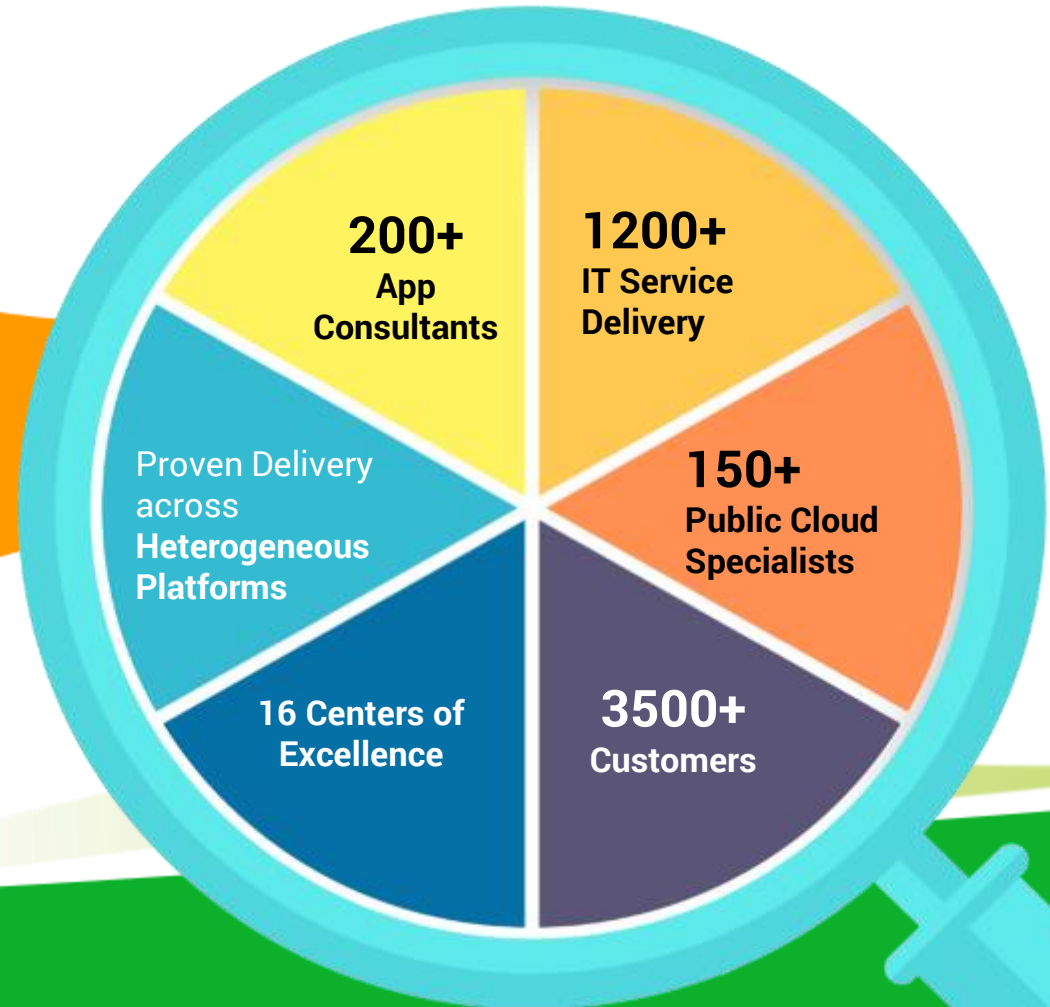 200+
App
Consultants
1200+
IT Service
Delivery
150+
Public Cloud
Specialists
3500+
Customers
16 Centers of
Excellence
Proven Delivery
across
Heterogeneous
Platforms